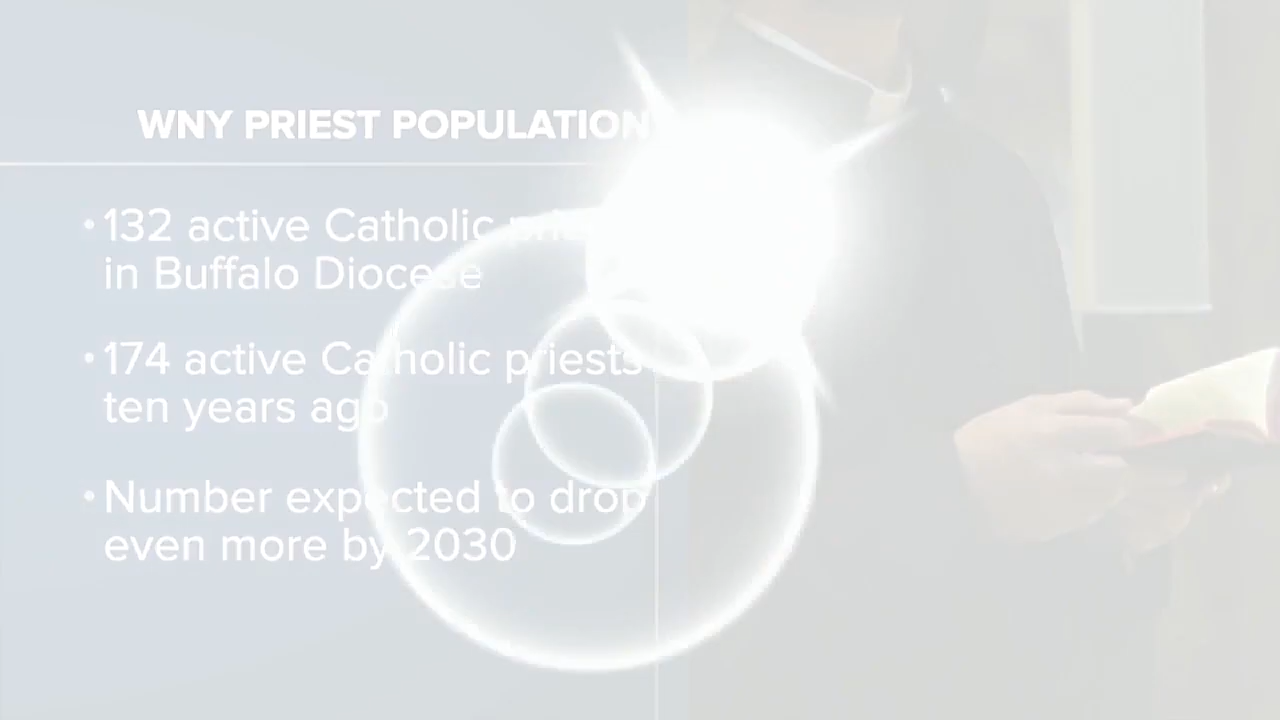 WNY PRIEST POPULATION
• 132 active Catholic
in Buffalo Diocese
• 174 active Catholic priests
ten years ago
• Number expected to drop
even more by 2030